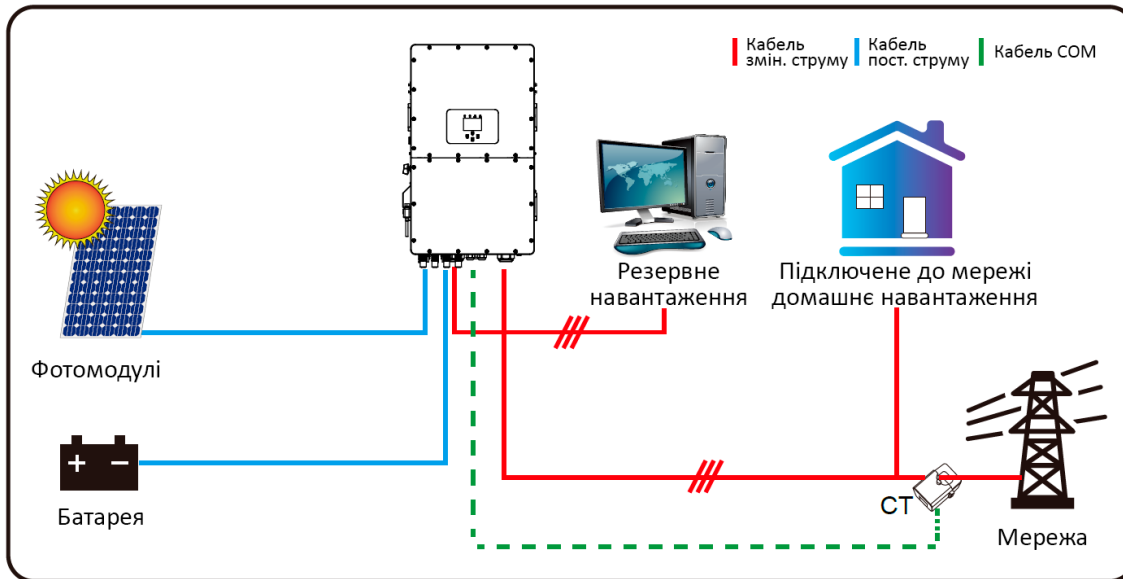 Кабель
змін. струму
Кабель
пост. струму
Кабель COM
Резервне
навантаження
Підключене до мережі
домашнє навантаження
Фотомодулі
Батарея
CT
Мережа